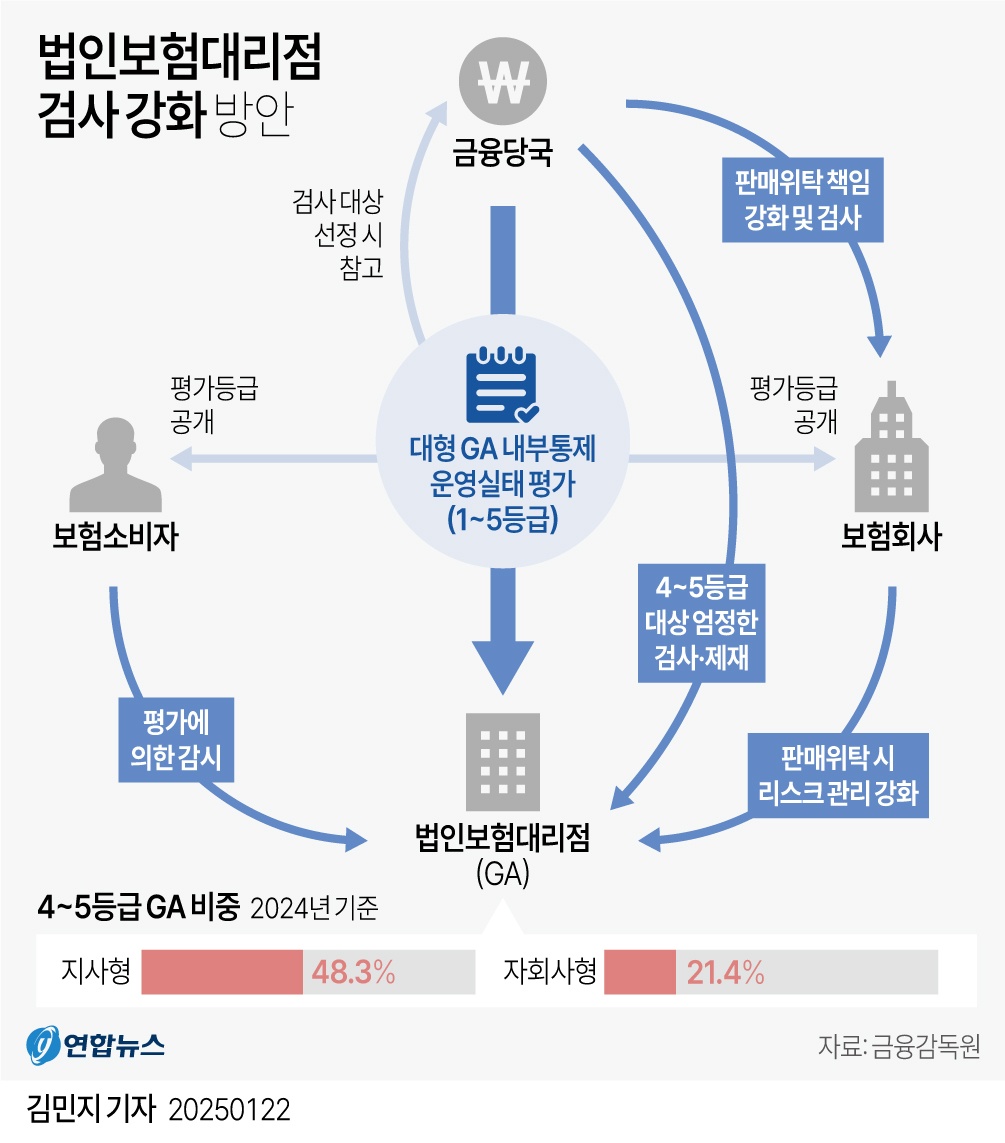 법인보험대리점
검사 강화 방안
₩
금융당국
판매위탁 책임
강화 및 검사
검사 대상
선정 시
참고
평가등급
공개
평가등급
공개
대형 GA 내부통제
운영실태 평가
(1~5등급)
보험소비자
보험회사
4~5등급
대상 엄정한
검사·제재
평가에
의한 감시
판매위탁 시
리스크 관리 강화
법인보험대리점
(GA)
4~5등급 GA 비중 2024년 기준
지사형 48.3% 자회사형 21.4%
연합뉴스 자료: 금융감독원
김민지 기자 20250122